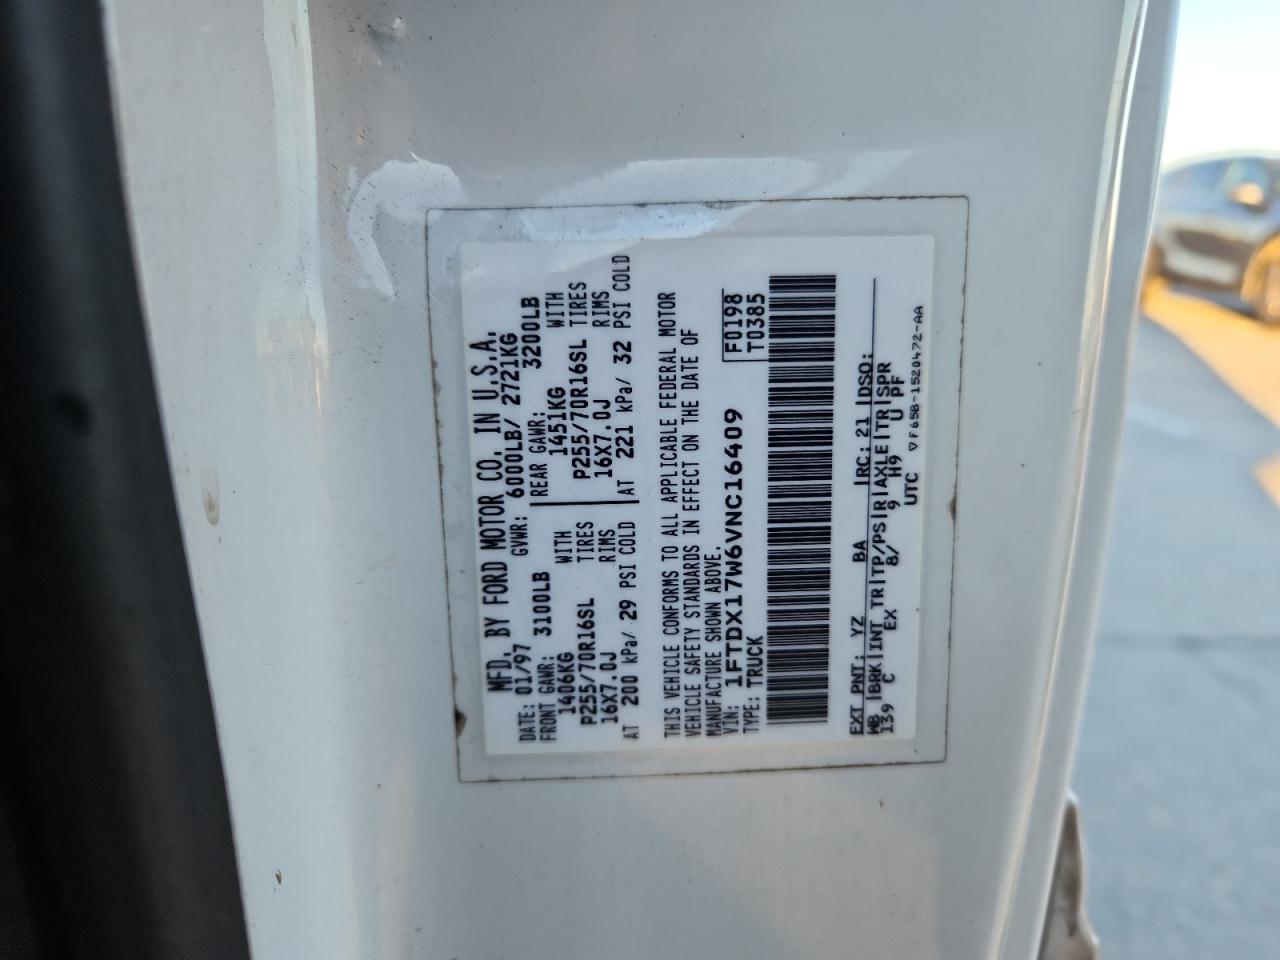 MFD. BY FORD MOTOR CO. IN U.S.A.
DATE: 01/97 GVWR: 6000LB/ 2721KG
FRONT GAWR: 3100LB
1406KG WITH
P255/70R16SL TIRES
16X7.0J RIMS
AT 200 kPa/ 29 PSI COLD
REAR GAWR: 3200LB
1451KG WITH
P255/70R16SL TIRES
16X7.0J RIMS
AT 221 kPa/ 32 PSI COLD
THIS VEHICLE CONFORMS TO ALL APPLICABLE FEDERAL MOTOR
VEHICLE SAFETY STANDARDS IN EFFECT ON THE DATE OF
MANUFACTURE SHOWN ABOVE.
VIN: 1FTDX17W6VNC16409
TYPE: TRUCK
F0198
T0385
EXT PNT: YZ BA RC: 21 DSO:
WB BRK INT TR TP/PS R AXLE TR SPR
139 C EX 8/ 9 H9 U PF
UTC
▽F65B-1520472-AA